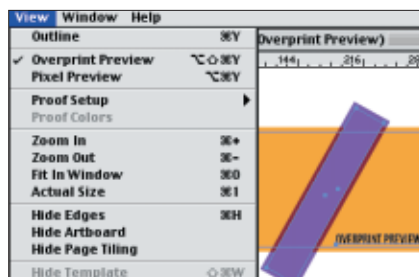 View Window Help
Outline ⌘Y
✓ Overprint Preview ⌥⇧⌘Y
Pixel Preview ⌥⌘Y
Proof Setup ▶
Proof Colors
Zoom In ⌘+
Zoom Out ⌘-
Fit In Window ⌘0
Actual Size ⌘1
Hide Edges ⌘H
Hide Artboard
Hide Page Tiling
Hide Template ⇧⌘W
Overprint Preview)
144 216 28
OVERPRINT PREVIEW